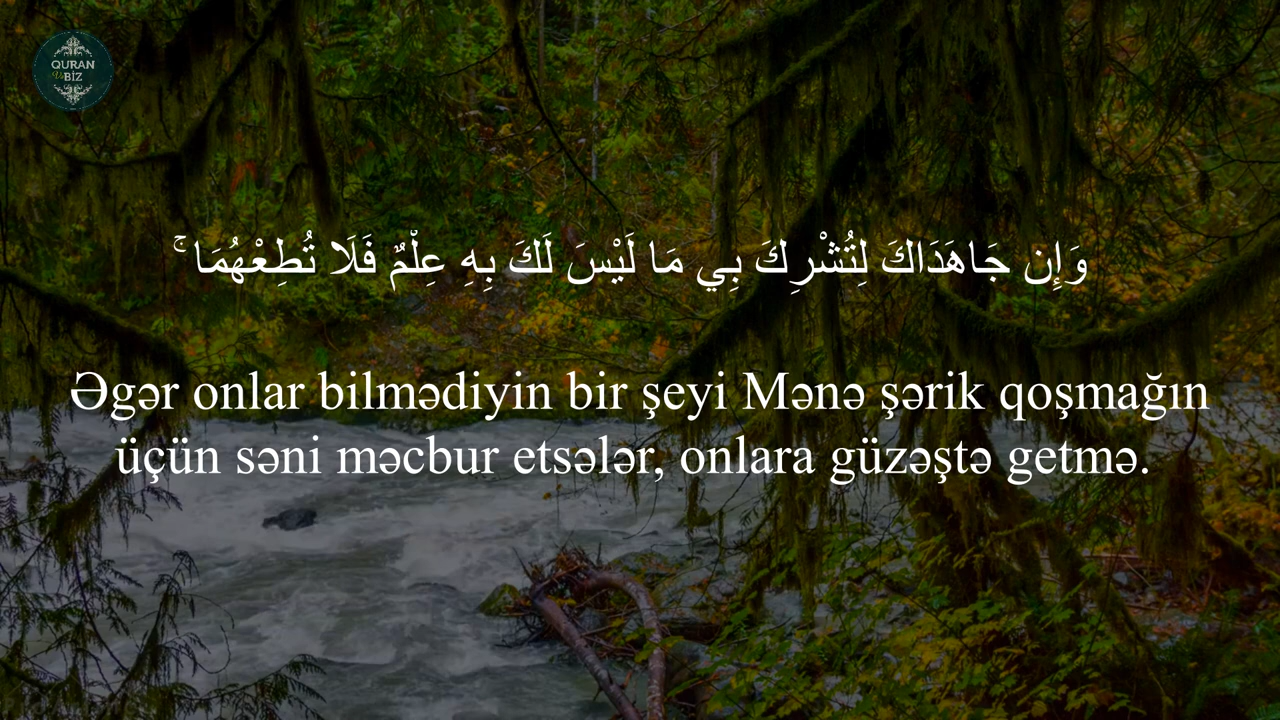 QURAN
Və BİZ
وَإِن جَاهَدَاكَ لِتُشْرِكَ بِي مَا لَيْسَ لَكَ بِهِ عِلْمٌ فَلَا تُطِعْهُمَا ۚ
Əgər onlar bilmədiyin bir şeyi Mənə şərik qoşmağın
üçün səni məcbur etsələr, onlara güzəştə getmə.